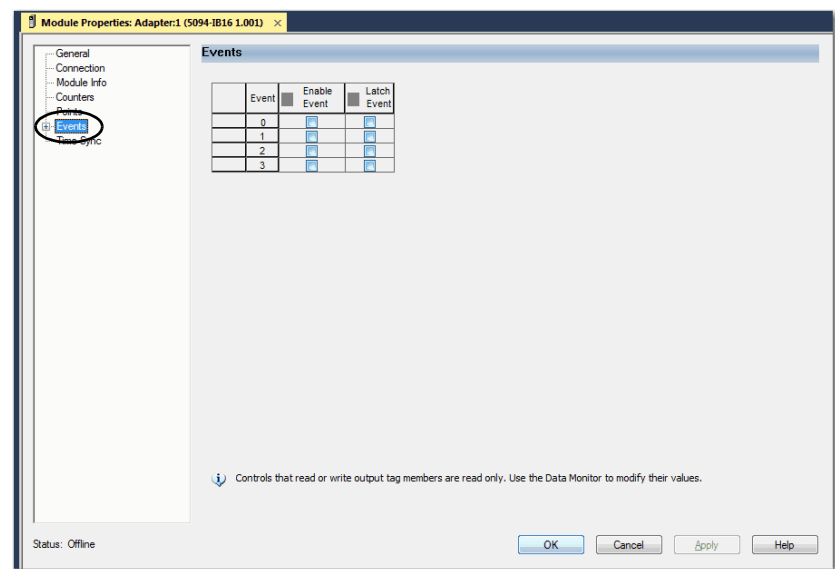 Module Properties: Adapter:1 (5094-IB16 1.001) ×
General
Connection
Module Info
Counters
Points
Events
Time Sync
Events
Event Enable Event Latch Event
0
1
2
3
Controls that read or write output tag members are read only. Use the Data Monitor to modify their values.
Status: Offline
OK Cancel Apply Help